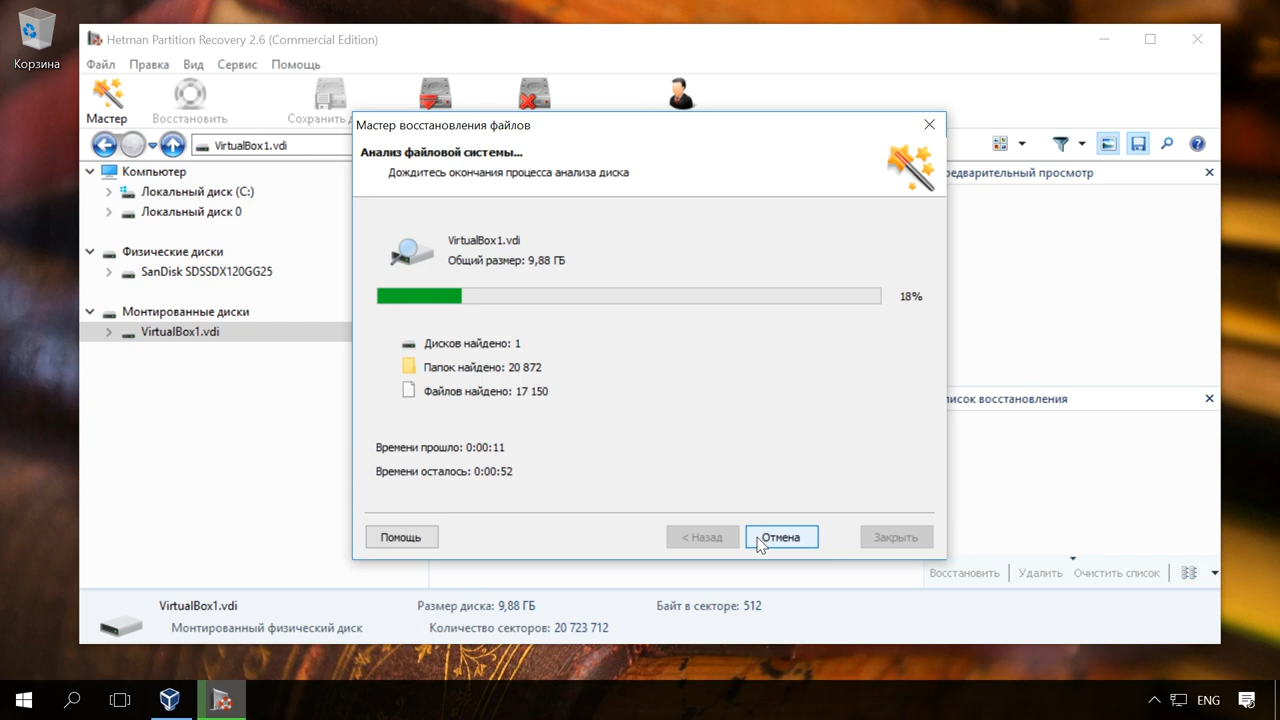 Корзина
Hetman Partition Recovery 2.6 (Commercial Edition)
Файл Правка Вид Сервис Помощь
Мастер
Восстановить
Сохранить
VirtualBox1.vdi
Компьютер
Локальный диск (C:)
Локальный диск 0
Физические диски
SanDisk SDSSDX120GG25
Монтированные диски
VirtualBox1.vdi
Мастер восстановления файлов
Анализ файловой системы...
Дождитесь окончания процесса анализа диска
VirtualBox1.vdi
Общий размер: 9,88 ГБ
18%
Дисков найдено: 1
Папок найдено: 20 872
Файлов найдено: 17 150
Времени прошло: 0:00:11
Времени осталось: 0:00:52
Помощь
< Назад
Отмена
Закрыть
едварительный просмотр
писок восстановления
Восстановить Удалить Очистить список
VirtualBox1.vdi
Монтированный физический диск
Размер диска: 9,88 ГБ
Количество секторов: 20 723 712
Байт в секторе: 512
ENG